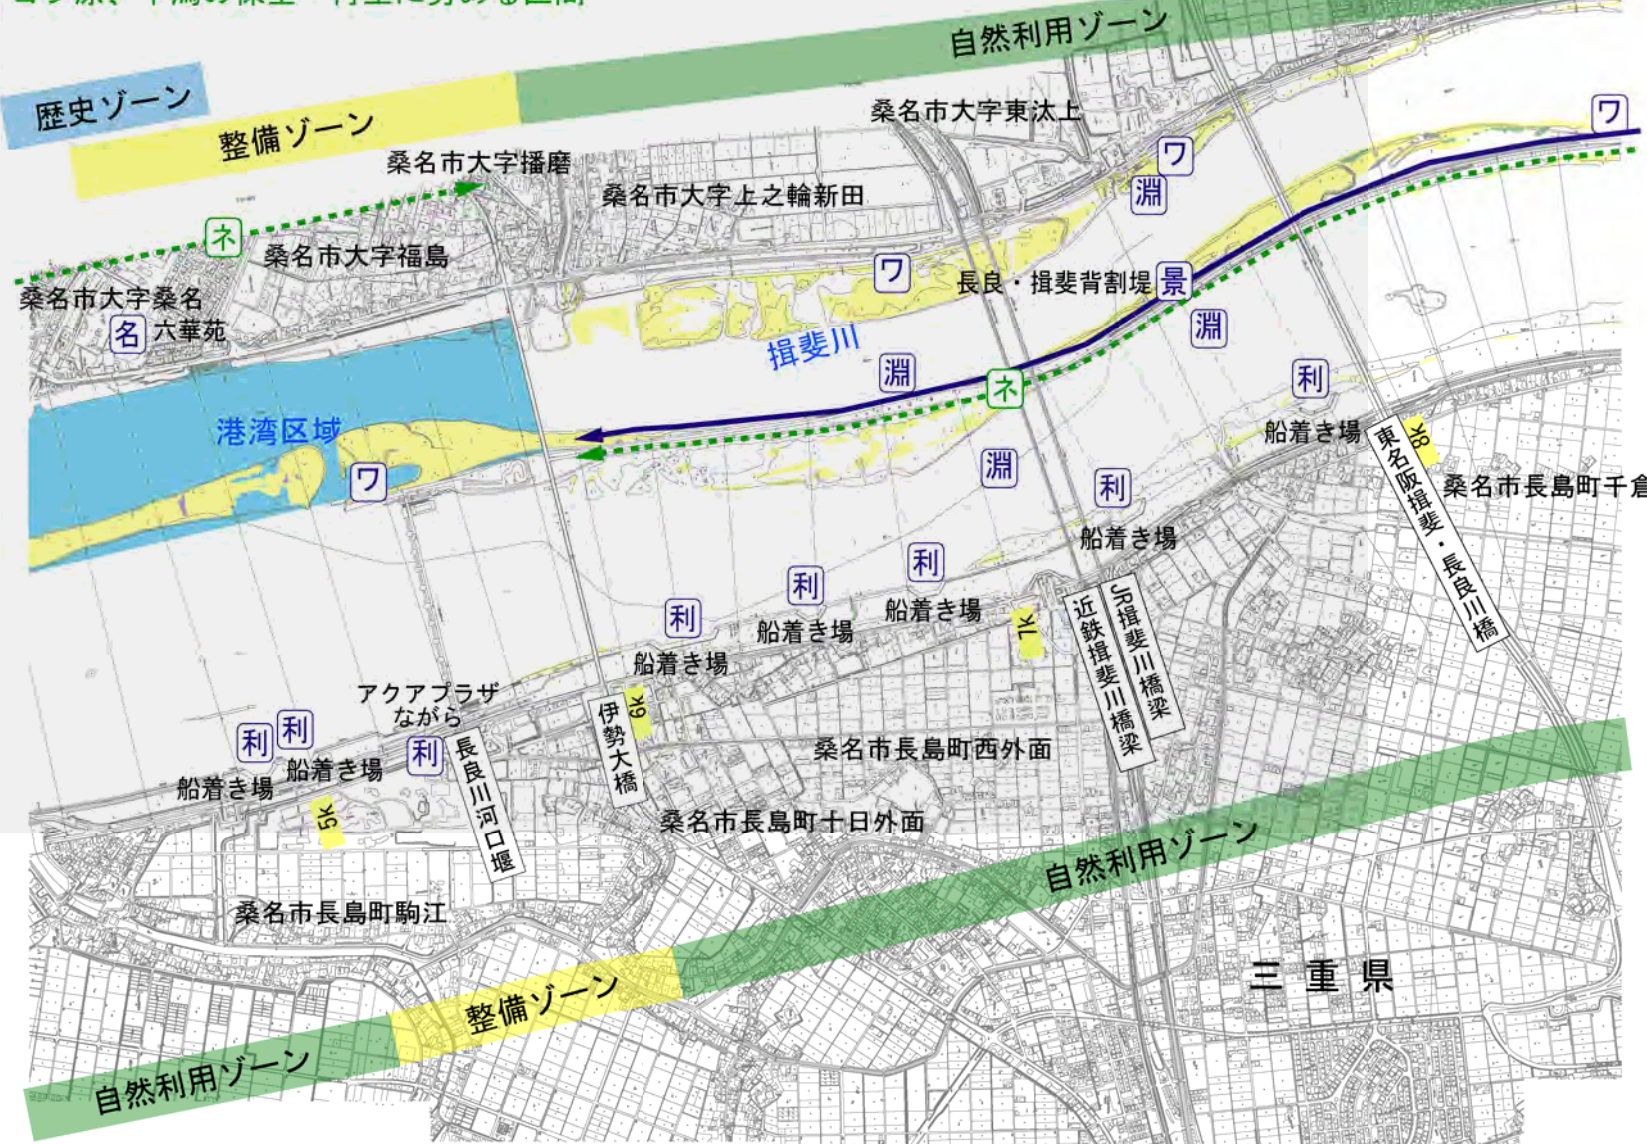 自然利用ゾーン
歴史ゾーン
整備ゾーン
桑名市大字播磨
桑名市大字東汰上
ワ
ワ
淵
桑名市大字上之輪新田
ネ
桑名市大字福島
桑名市大字桑名
名 六華苑
ワ
長良・揖斐背割堤 景
淵
揖斐川
淵
ネ
利
船着き場
港湾区域
ワ
淵
利
船着き場
東名阪揖斐・長良川橋
8K
桑名市長島町千倉
利
船着き場
利
船着き場
利
船着き場
7K
近鉄揖斐川橋梁
JR揖斐川橋梁
アクアプラザ
ながら
利
利
利
船着き場
船着き場
5K
長良川河口堰
伊勢大橋
6K
桑名市長島町西外面
桑名市長島町十日外面
自然利用ゾーン
桑名市長島町駒江
三重県
整備ゾーン
自然利用ゾーン